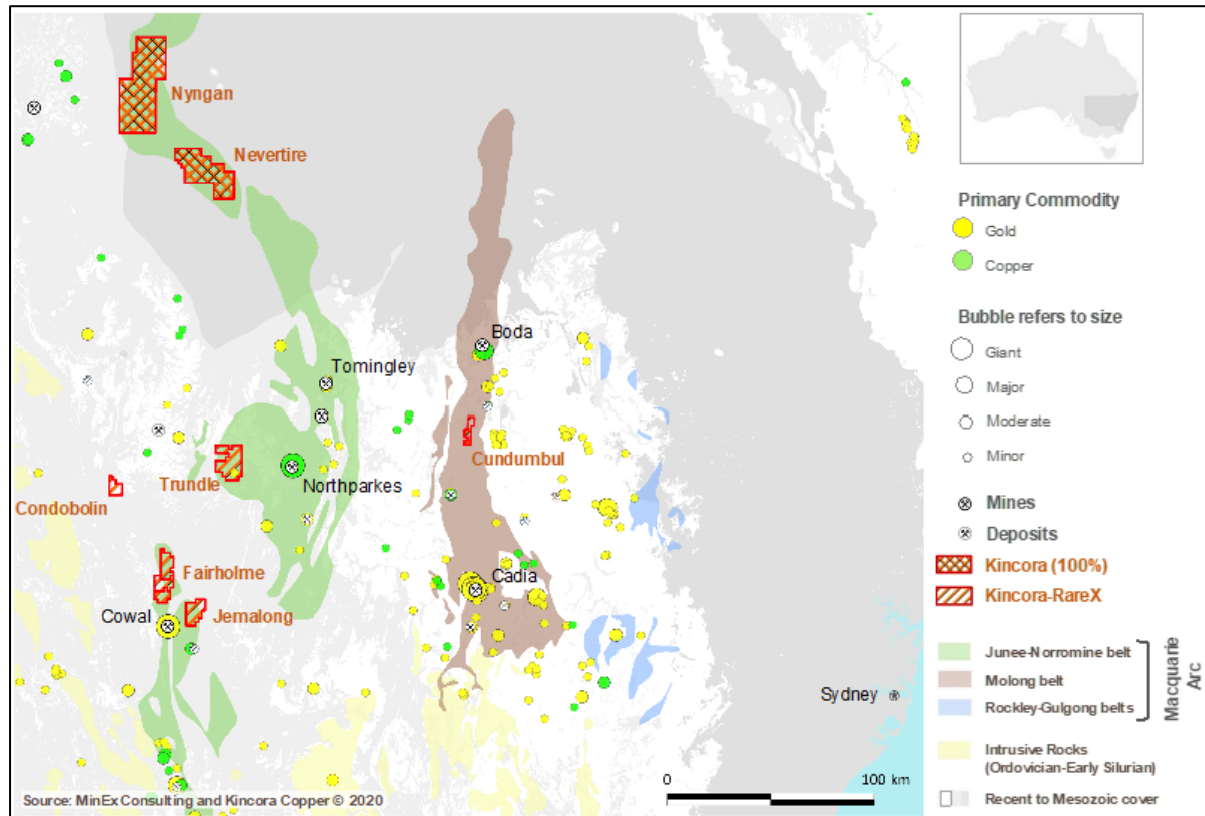 Nyngan
Nevertire
Boda
Tomingley
Cundumbul
Trundle
Northparkes
Condobolin
Fairholme
Cadia
Cowal
Jemalong
Sydney
0 100 km
Source: MinEx Consulting and Kincora Copper © 2020
Primary Commodity
Gold
Copper
Bubble refers to size
Giant
Major
Moderate
Minor
Mines
Deposits
Kincora (100%)
Kincora-RareX
Junee-Norromine belt
Molong belt
Rockley-Gulgong belts
Macquarie
Arc
Intrusive Rocks
(Ordovician-Early Silurian)
Recent to Mesozoic cover